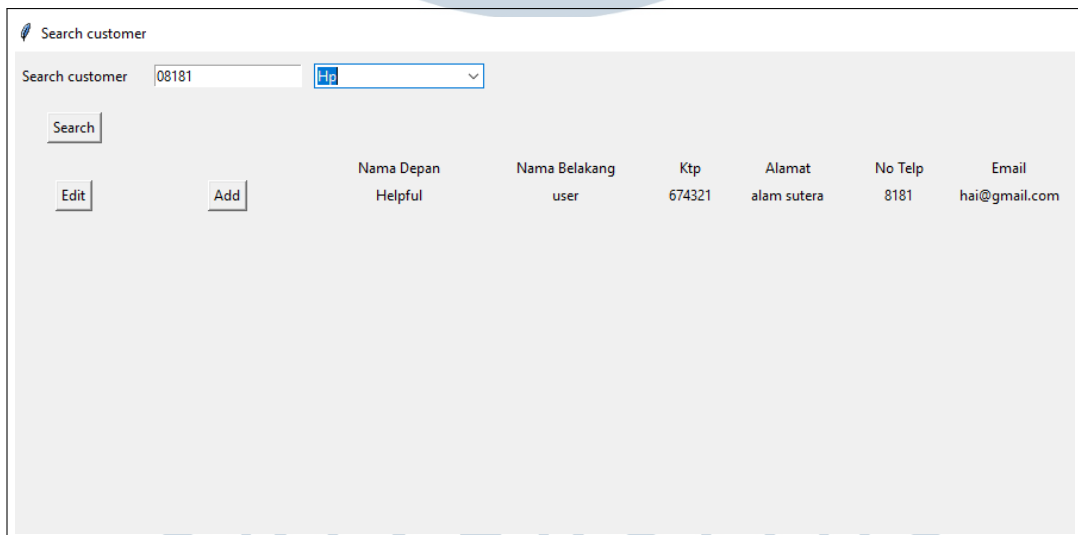 Search customer
Search customer 08181 Hp
Search
Nama Depan Nama Belakang Ktp Alamat No Telp Email
Edit Add Helpful user 674321 alam sutera 8181 hai@gmail.com